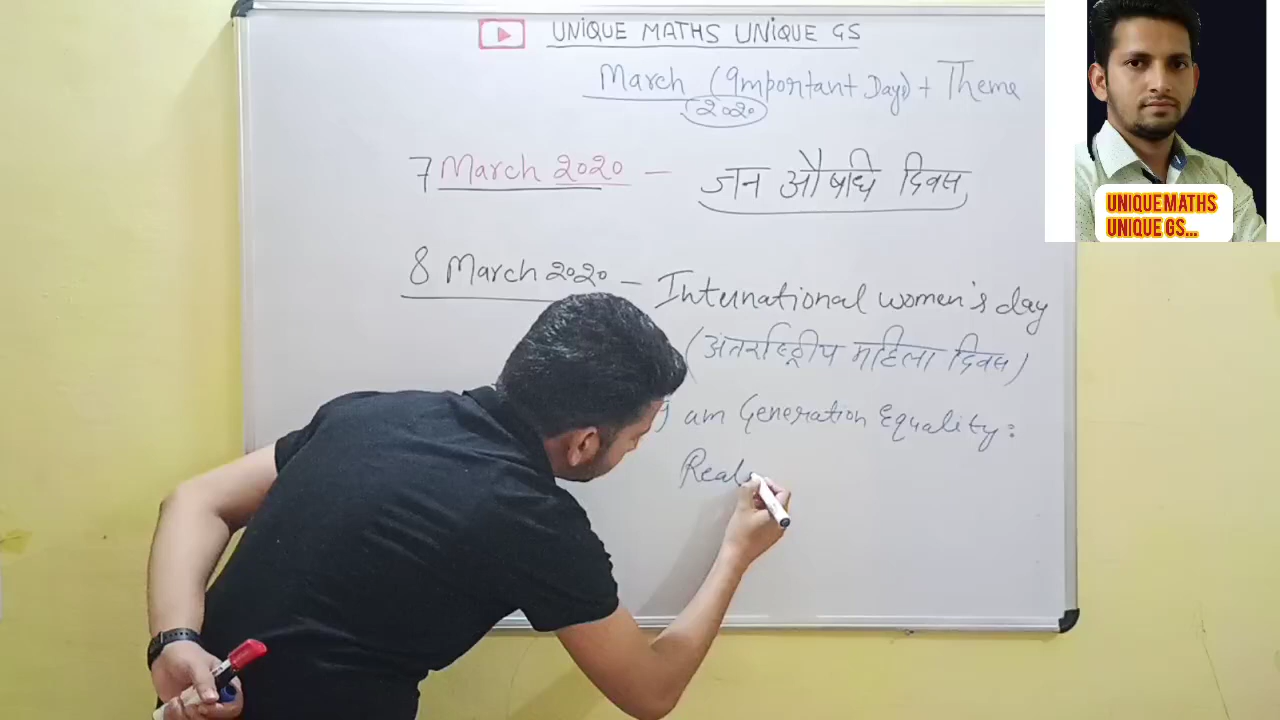 UNIQUE MATHS UNIQUE GS
March (Important Days) + Theme
2020
7 March 2020 - जन औषधि दिवस
8 March 2020 - International women's day
(अंतर्राष्ट्रीय महिला दिवस)
I am Generation Equality:
Real
UNIQUE MATHS
UNIQUE GS...